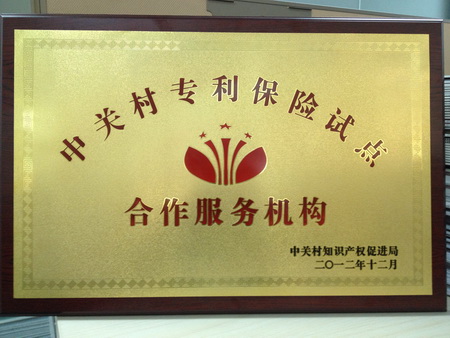 中关村专利保险试点
合作服务机构
中关村知识产权促进局
二〇一二年十二月